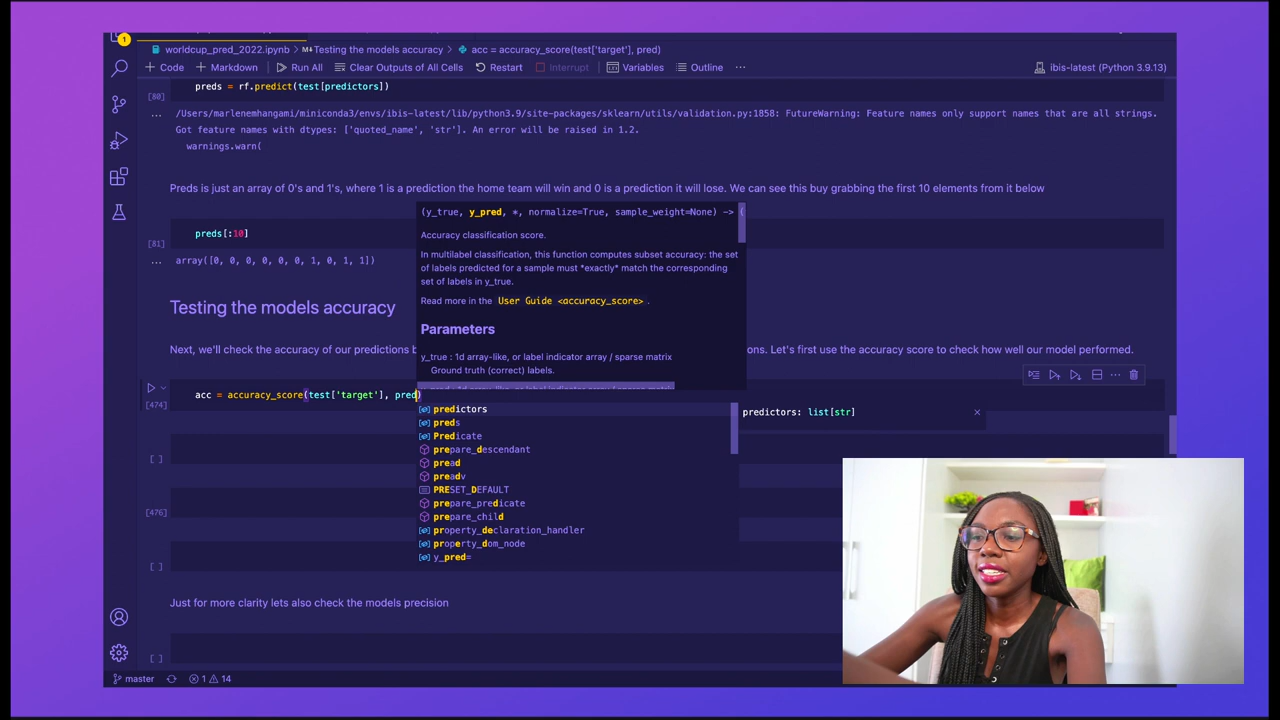 1
worldcup_pred_2022.ipynb > M↓Testing the models accuracy > acc = accuracy_score(test['target'], pred)
+ Code + Markdown Run All Clear Outputs of All Cells Restart Interrupt Variables Outline ... ibis-latest (Python 3.9.13)
preds = rf.predict(test[predictors])
[80]
... /Users/marlenemhangami/miniconda3/envs/ibis-latest/lib/python3.9/site-packages/sklearn/utils/validation.py:1858: FutureWarning: Feature names only support names that are all strings.
Got feature names with dtypes: ['quoted_name', 'str']. An error will be raised in 1.2.
warnings.warn(
Preds is just an array of 0's and 1's, where 1 is a prediction the home team will win and 0 is a prediction it will lose. We can see this buy grabbing the first 10 elements from it below
(y_true, y_pred, *, normalize=True, sample_weight=None) -> (
preds[:10]
[81]
Accuracy classification score.
In multilabel classification, this function computes subset accuracy: the set
of labels predicted for a sample must *exactly* match the corresponding
set of labels in y_true.
... array([0, 0, 0, 0, 0, 0, 1, 0, 1, 1])
Read more in the User Guide <accuracy_score> .
Testing the models accuracy
Parameters
Next, we'll check the accuracy of our predictions b
ons. Let's first use the accuracy score to check how well our model performed.
y_true : 1d array-like, or label indicator array / sparse matrix
Ground truth (correct) labels.
acc = accuracy_score(test['target'], pred)
[474]
predictors
predictors: list[str]
preds
Predicate
prepare_descendant
[ ]
pread
preadv
PRESET_DEFAULT
prepare_predicate
[476]
prepare_child
property_declaration_handler
property_dom_node
y_pred=
[ ]
Just for more clarity lets also check the models precision
[ ]
master 1 14